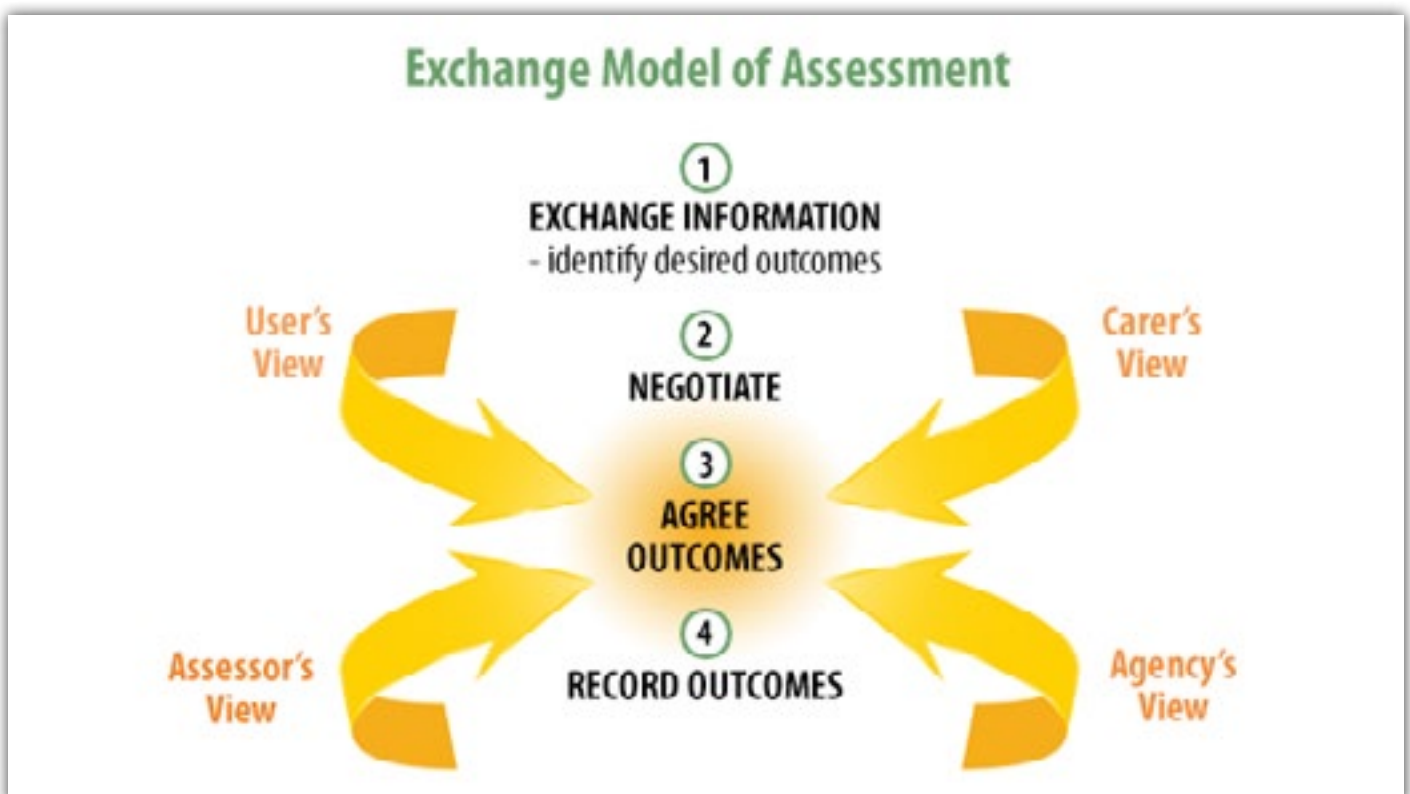 Exchange Model of Assessment
1
EXCHANGE INFORMATION
- identify desired outcomes
User's
View
Carer's
View
2
NEGOTIATE
3
AGREE
OUTCOMES
4
RECORD OUTCOMES
Assessor's
View
Agency's
View